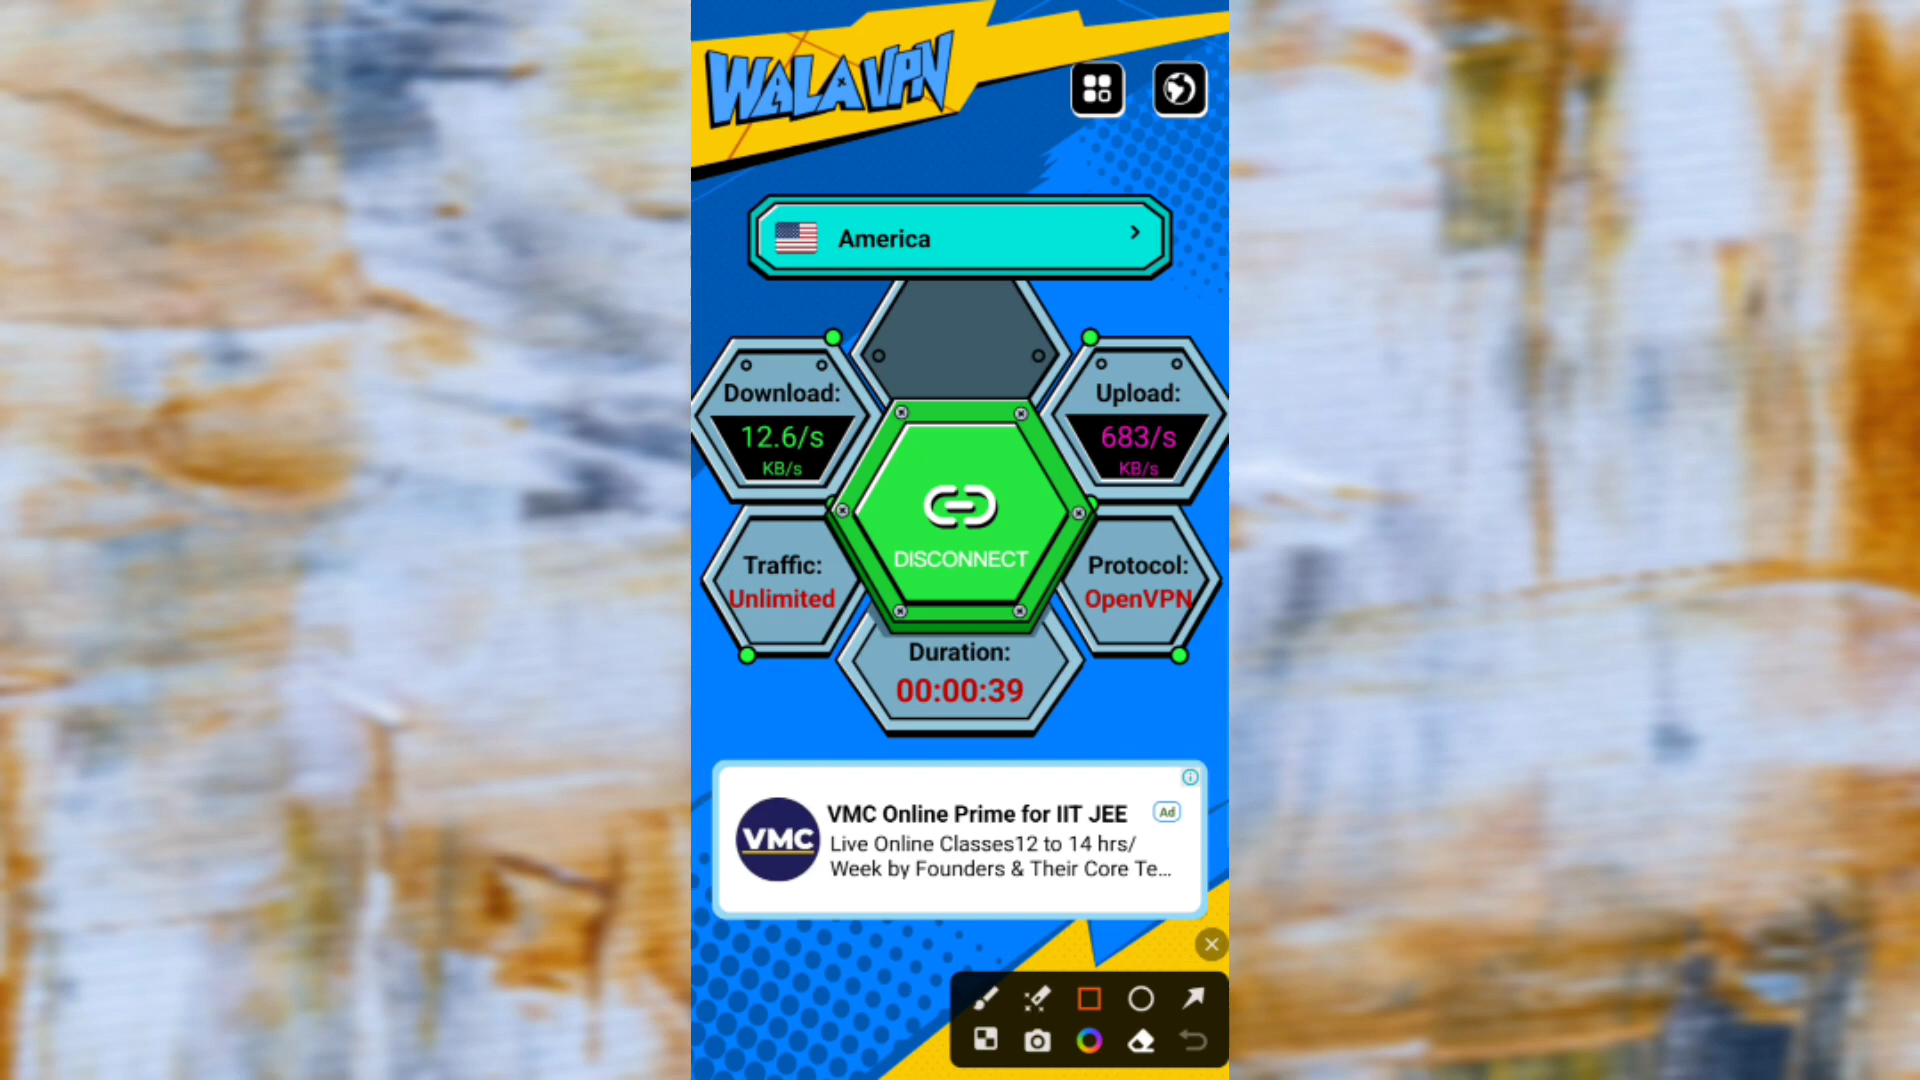 WALA VPN
America
Download:
12.6/s
KB/s
Upload:
683/s
KB/s
DISCONNECT
Traffic:
Unlimited
Protocol:
OpenVPN
Duration:
00:00:39
VMC
VMC Online Prime for IIT JEE
Ad
Live Online Classes12 to 14 hrs/
Week by Founders & Their Core Te...